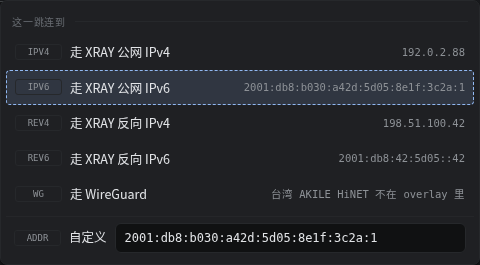 这一跳连到
IPV4 走 XRAY 公网 IPv4 192.0.2.88
IPV6 走 XRAY 公网 IPv6 2001:db8:b030:a42d:5d05:8e1f:3c2a:1
REV4 走 XRAY 反向 IPv4 198.51.100.42
REV6 走 XRAY 反向 IPv6 2001:db8:42:5d05::42
WG 走 WireGuard 台湾 AKILE HiNET 不在 overlay 里
ADDR 自定义 2001:db8:b030:a42d:5d05:8e1f:3c2a:1